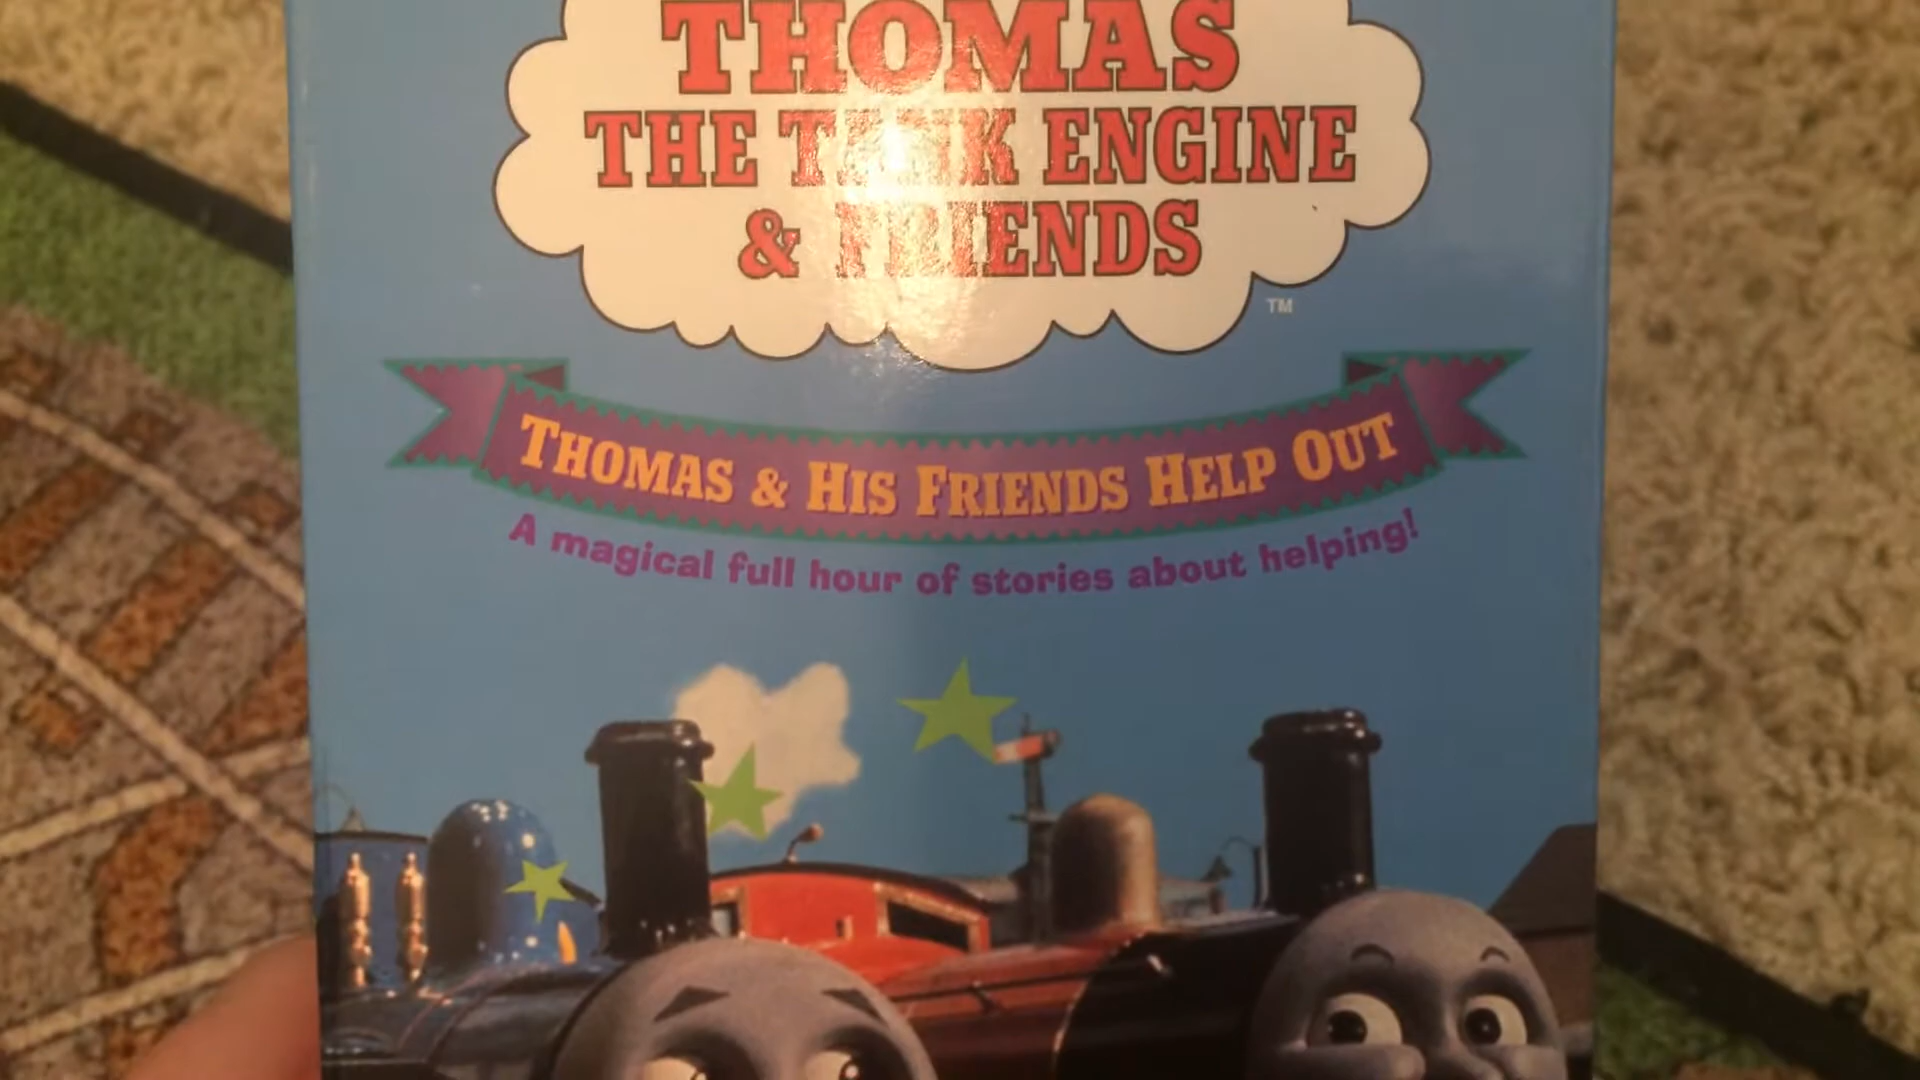 THOMAS
THE TANK ENGINE
& FRIENDS
TM
THOMAS & HIS FRIENDS HELP OUT
A magical full hour of stories about helping!